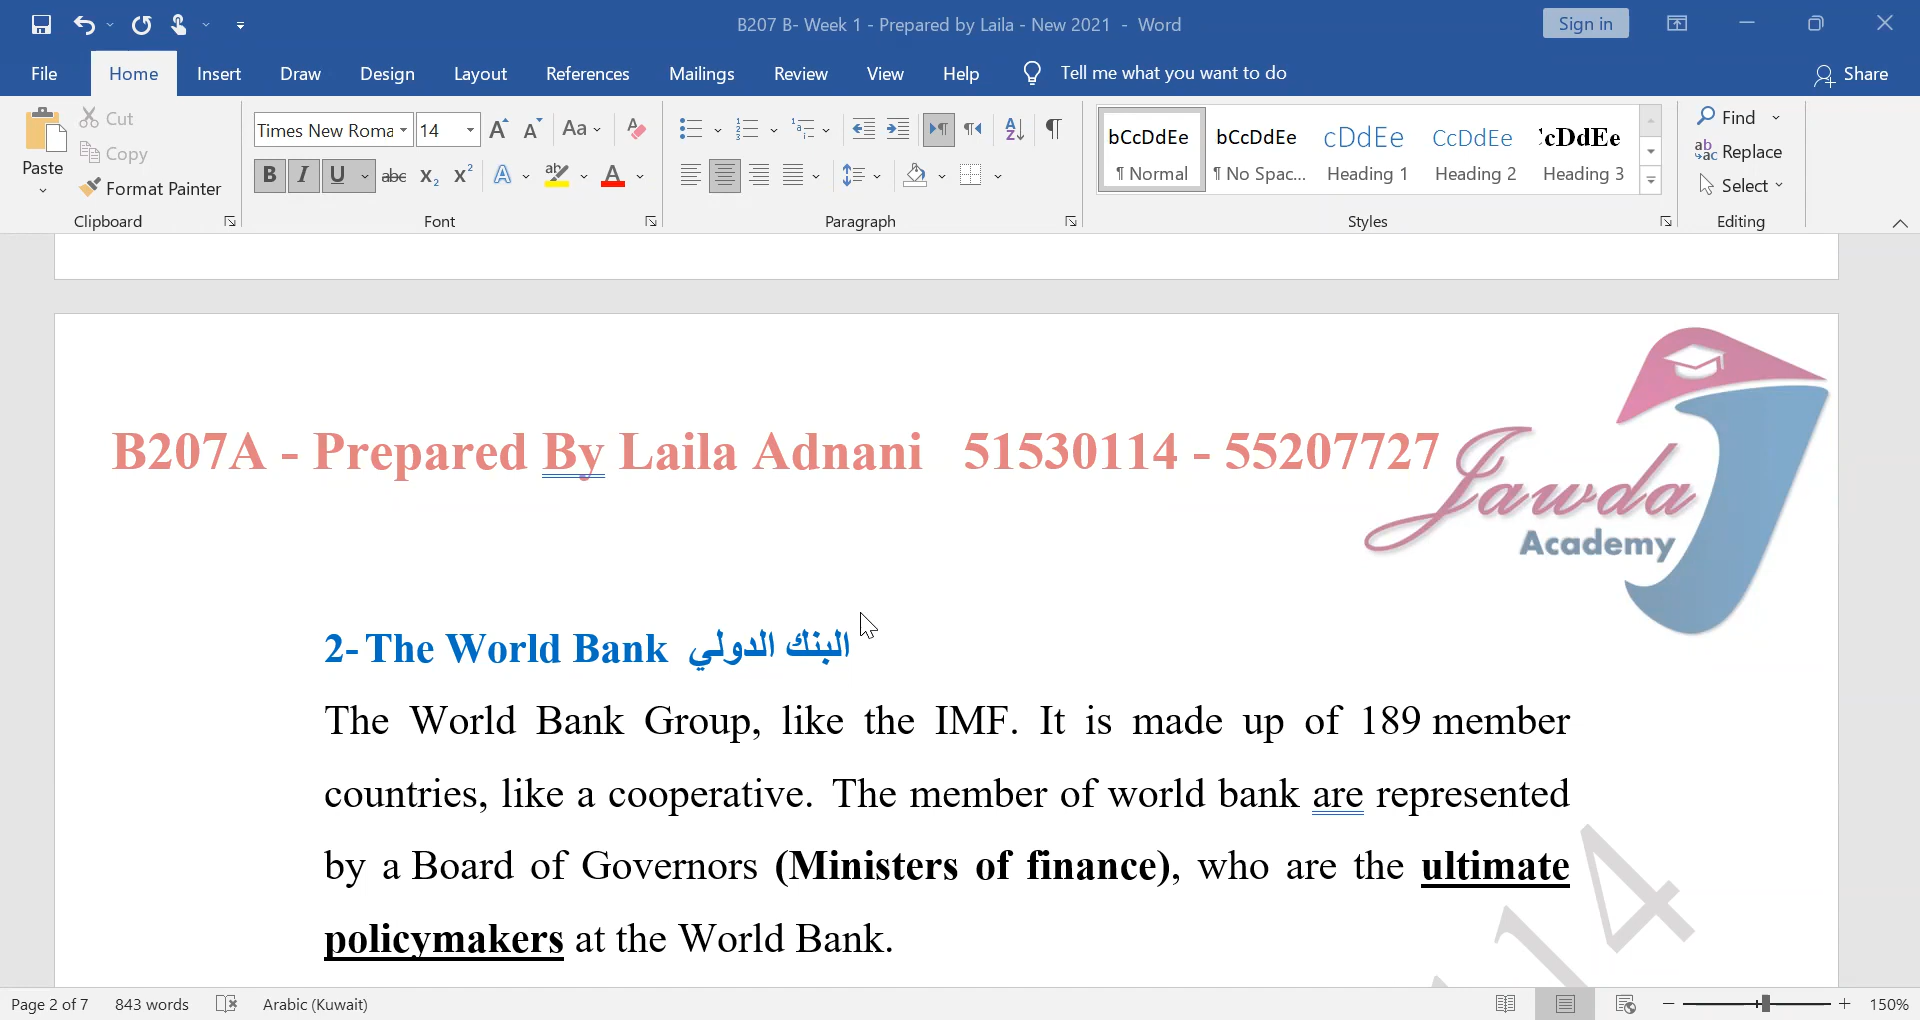 B207 B- Week 1 - Prepared by Laila - New 2021 - Word
Sign in
File Home Insert Draw Design Layout References Mailings Review View Help Tell me what you want to do Share
Paste
Cut
Copy
Format Painter
Clipboard
Times New Roma 14
Font
Paragraph
bCcDdEe bCcDdEe cDdEe CcDdEe cDdEe
¶ Normal ¶ No Spac... Heading 1 Heading 2 Heading 3
Styles
Find
Replace
Select
Editing
B207A - Prepared By Laila Adnani 51530114 - 55207727
Jawda
Academy
2- The World Bank البنك الدولي
The World Bank Group, like the IMF. It is made up of 189 member
countries, like a cooperative. The member of world bank are represented
by a Board of Governors (Ministers of finance), who are the ultimate
policymakers at the World Bank.
14
Page 2 of 7 843 words Arabic (Kuwait) 150%